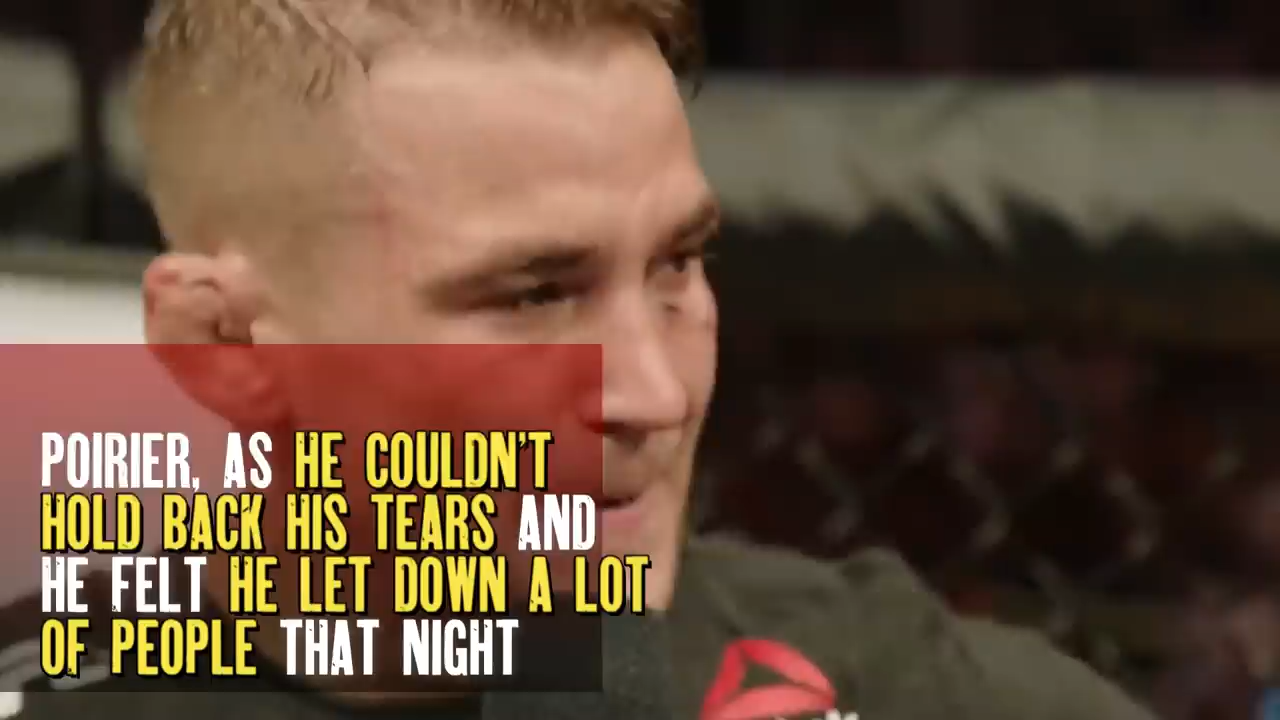 POIRIER, AS HE COULDN'T
HOLD BACK HIS TEARS AND
HE FELT HE LET DOWN A LOT
OF PEOPLE THAT NIGHT